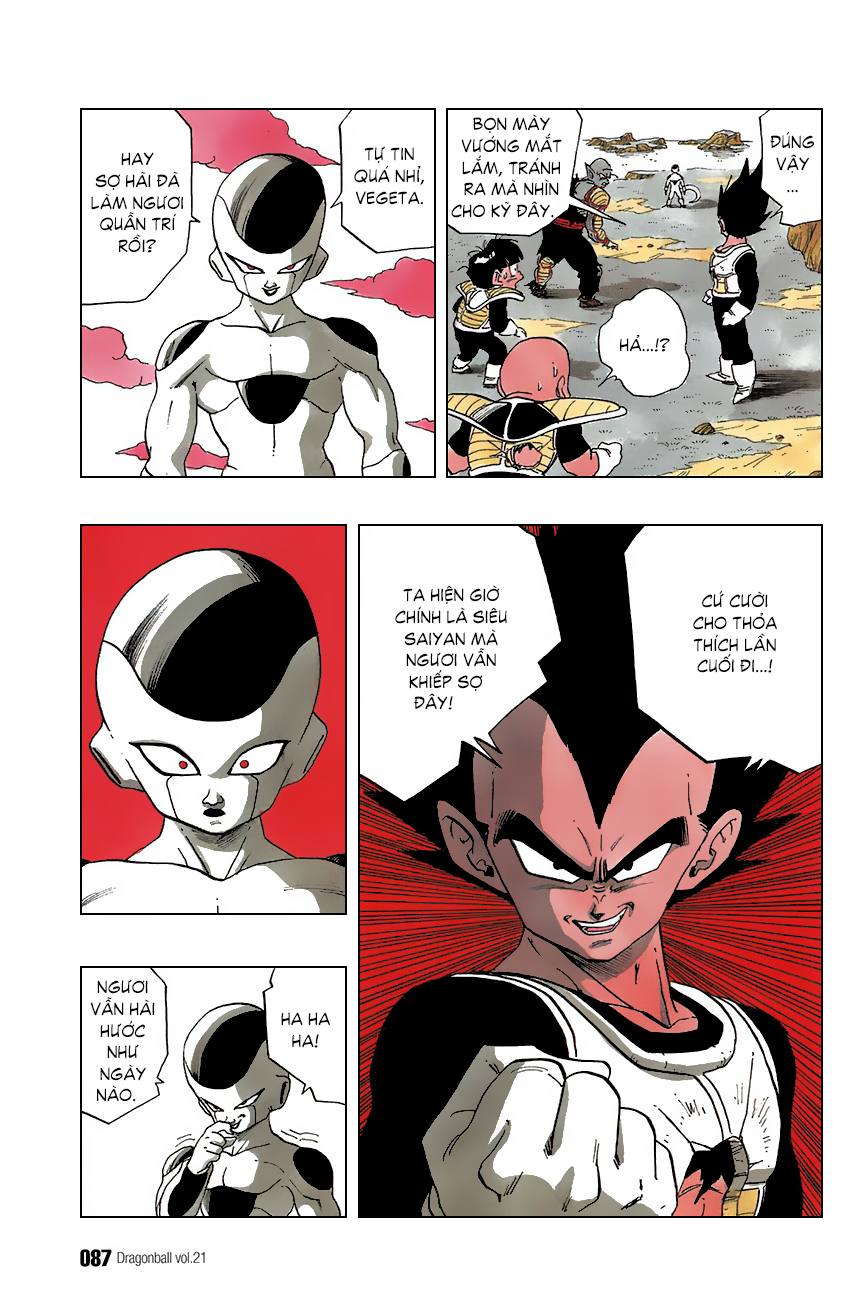 ĐÚNG
VẬY
...
BỌN MÀY
VƯỚNG MẮT
LẮM, TRÁNH
RA MÀ NHÌN
CHO KỸ ĐÂY.
HẢ...!?
TỰ TIN
QUÁ NHỈ,
VEGETA.
HAY
SỢ HÃI ĐÃ
LÀM NGƯƠI
QUẪN TRÍ
RỒI?
CỨ CƯỜI
CHO THỎA
THÍCH LẦN
CUỐI ĐI...!
TA HIỆN GIỜ
CHÍNH LÀ SIÊU
SAIYAN MÀ
NGƯƠI VẪN
KHIẾP SỢ
ĐÂY!
HA HA
HA!
NGƯƠI
VẪN HÀI
HƯỚC
NHƯ
NGÀY
NÀO.
087 Dragonball vol.21